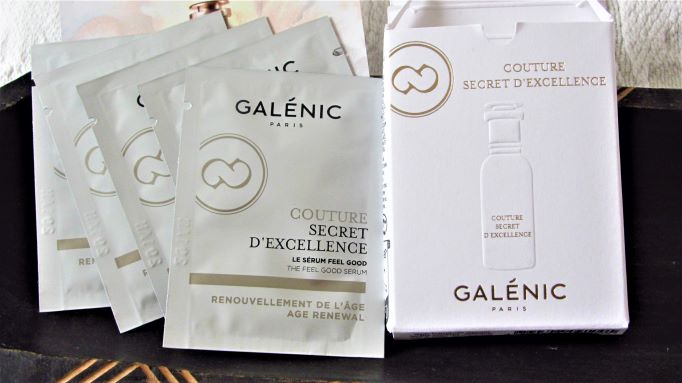 GALÉNIC
PARIS
COUTURE
SECRET
D'EXCELLENCE
LE SÉRUM FEEL GOOD
THE FEEL GOOD SERUM
RENOUVELLEMENT DE L'ÂGE
AGE RENEWAL
COUTURE
SECRET D'EXCELLENCE
COUTURE
SECRET
D'EXCELLENCE
GALÉNIC
PARIS